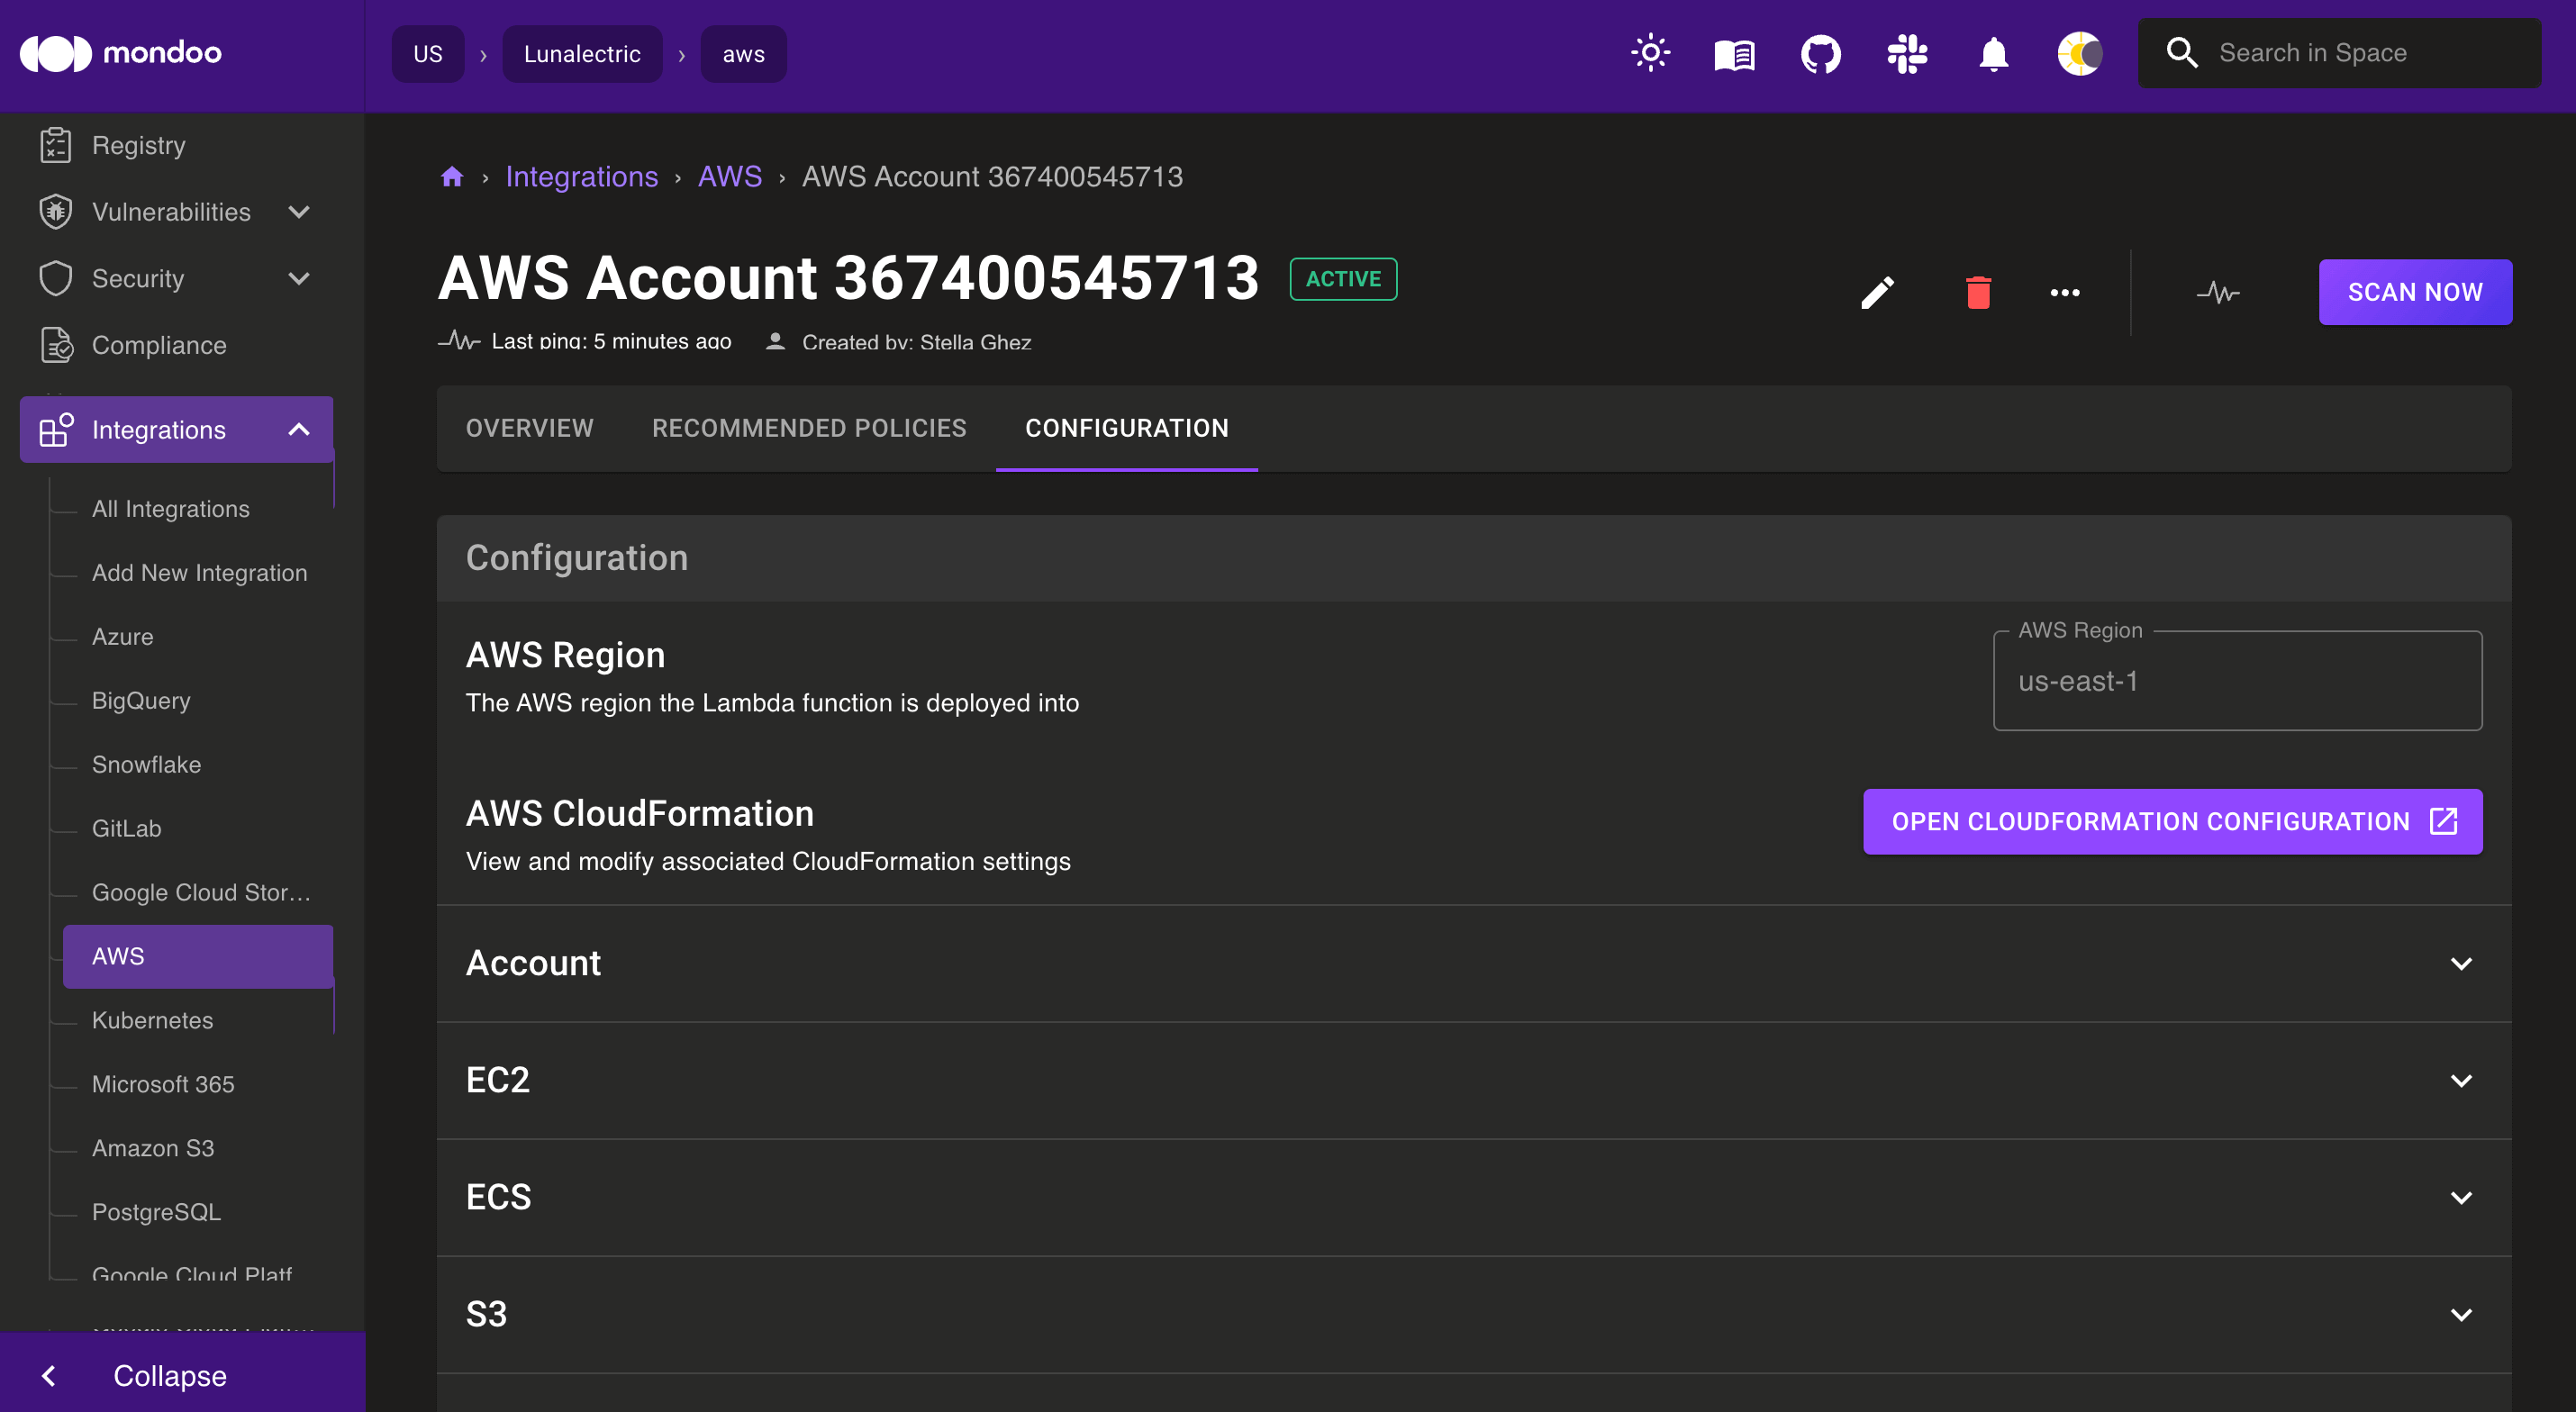 mondoo
US › Lunalectric › aws
Search in Space
Registry
Vulnerabilities
Security
Compliance
Integrations
All Integrations
Add New Integration
Azure
BigQuery
Snowflake
GitLab
Google Cloud Stor...
AWS
Kubernetes
Microsoft 365
Amazon S3
PostgreSQL
Google Cloud Platf
Collapse
Integrations › AWS › AWS Account 367400545713
AWS Account 367400545713 ACTIVE
Last ping: 5 minutes ago Created by: Stella Ghez
SCAN NOW
OVERVIEW RECOMMENDED POLICIES CONFIGURATION
Configuration
AWS Region
The AWS region the Lambda function is deployed into
AWS Region
us-east-1
AWS CloudFormation
View and modify associated CloudFormation settings
OPEN CLOUDFORMATION CONFIGURATION
Account
EC2
ECS
S3